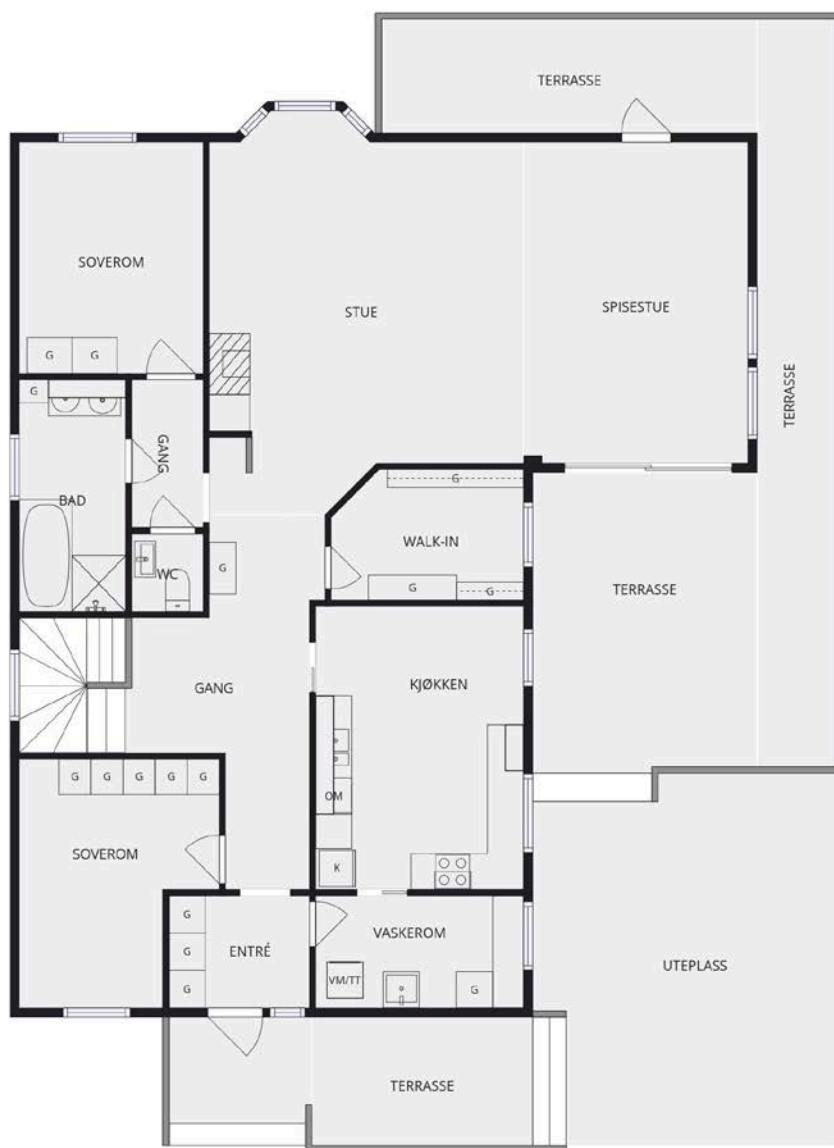 TERRASSE
SOVEROM
STUE
SPISESTUE
TERRASSE
G
G
G
GANG
BAD
G
WALK-IN
WC
G
G
G
TERRASSE
GANG
KJØKKEN
G
G
G
G
G
OM
SOVEROM
K
G
G
G
ENTRÉ
VASKEROM
VM/TT
G
UTEPLASS
TERRASSE